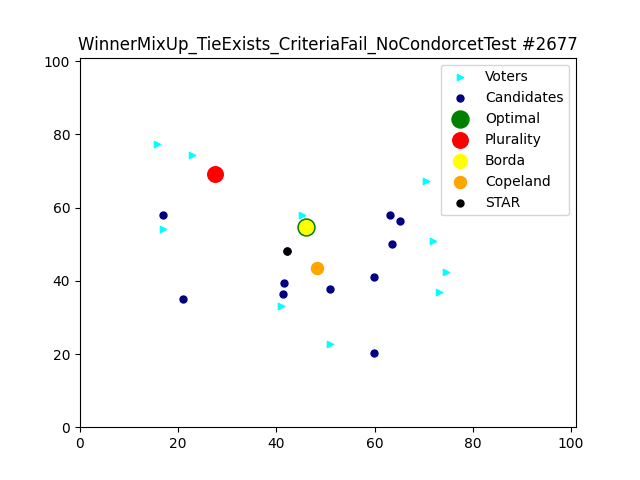 WinnerMixUp_TieExists_CriteriaFail_NoCondorcetTest #2677
Voters
Candidates
Optimal
Plurality
Borda
Copeland
STAR
100
80
60
40
20
0
0 20 40 60 80 100